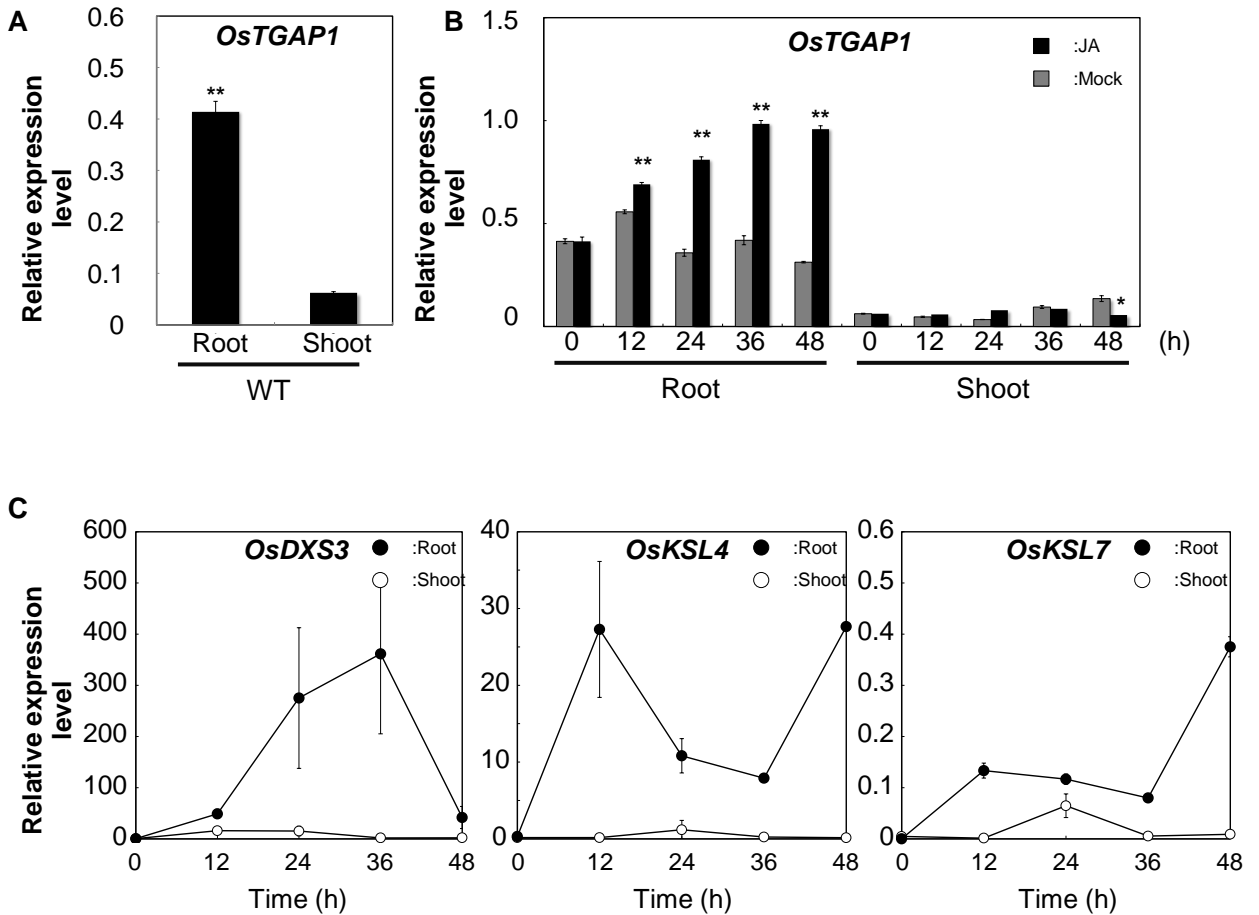 A
OsTGAP1
Relative expression
level
0.6
0.5
0.4
0.3
0.2
0.1
0
**
Root Shoot
WT
B
OsTGAP1
:JA
:Mock
Relative expression
level
1.5
1.0
0.5
0
** ** ** ** *
0 12 24 36 48 0 12 24 36 48 (h)
Root Shoot
C
Relative expression
level
OsDXS3
:Root
:Shoot
600
500
400
300
200
100
0
0 12 24 36 48
Time (h)
OsKSL4
:Root
:Shoot
40
30
20
10
0
0 12 24 36 48
Time (h)
OsKSL7
:Root
:Shoot
0.6
0.5
0.4
0.3
0.2
0.1
0
0 12 24 36 48
Time (h)